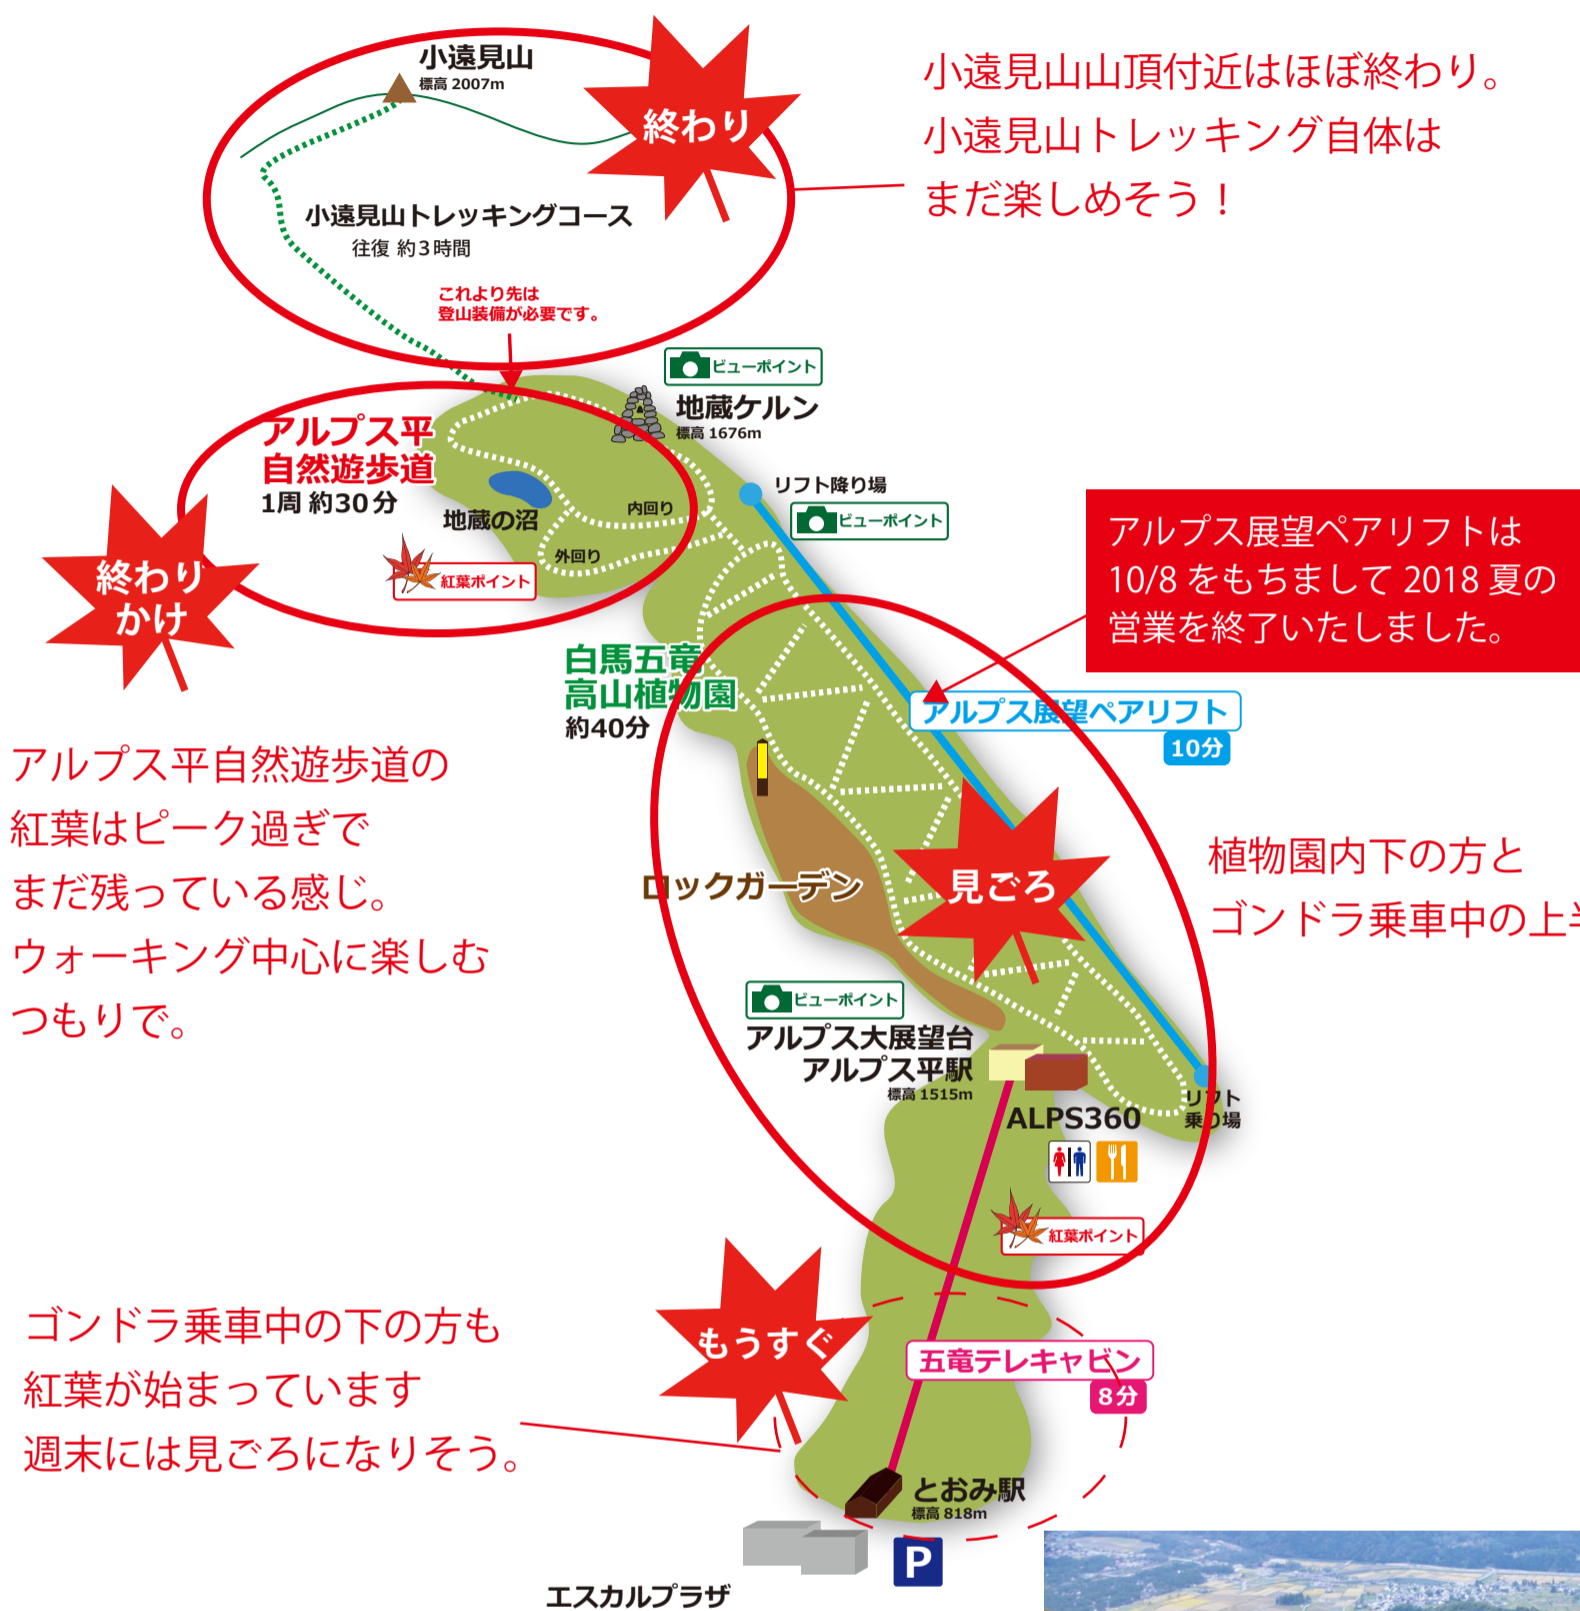 小遠見山
標高 2007m
終わり
小遠見山山頂付近はほぼ終わり。
小遠見山トレッキング自体は
まだ楽しめそう！
小遠見山トレッキングコース
往復 約3時間
これより先は
登山装備が必要です。
ビューポイント
地蔵ケルン
標高 1676m
アルプス平
自然遊歩道
1周 約30分
地蔵の沼
内回り
外回り
紅葉ポイント
終わり
かけ
リフト降り場
ビューポイント
アルプス展望ペアリフトは
10/8 をもちまして 2018 夏の
営業を終了いたしました。
白馬五竜
高山植物園
約40分
アルプス展望ペアリフト
10分
アルプス平自然遊歩道の
紅葉はピーク過ぎで
まだ残っている感じ。
ウォーキング中心に楽しむ
つもりで。
ロックガーデン
見ごろ
植物園内下の方と
ゴンドラ乗車中の上半
ビューポイント
アルプス大展望台
アルプス平駅
標高 1515m
ALPS360
リフト
乗り場
紅葉ポイント
もうすぐ
ゴンドラ乗車中の下の方も
紅葉が始まっています
週末には見ごろになりそう。
五竜テレキャビン
8分
とおみ駅
標高 818m
P
エスカルプラザ